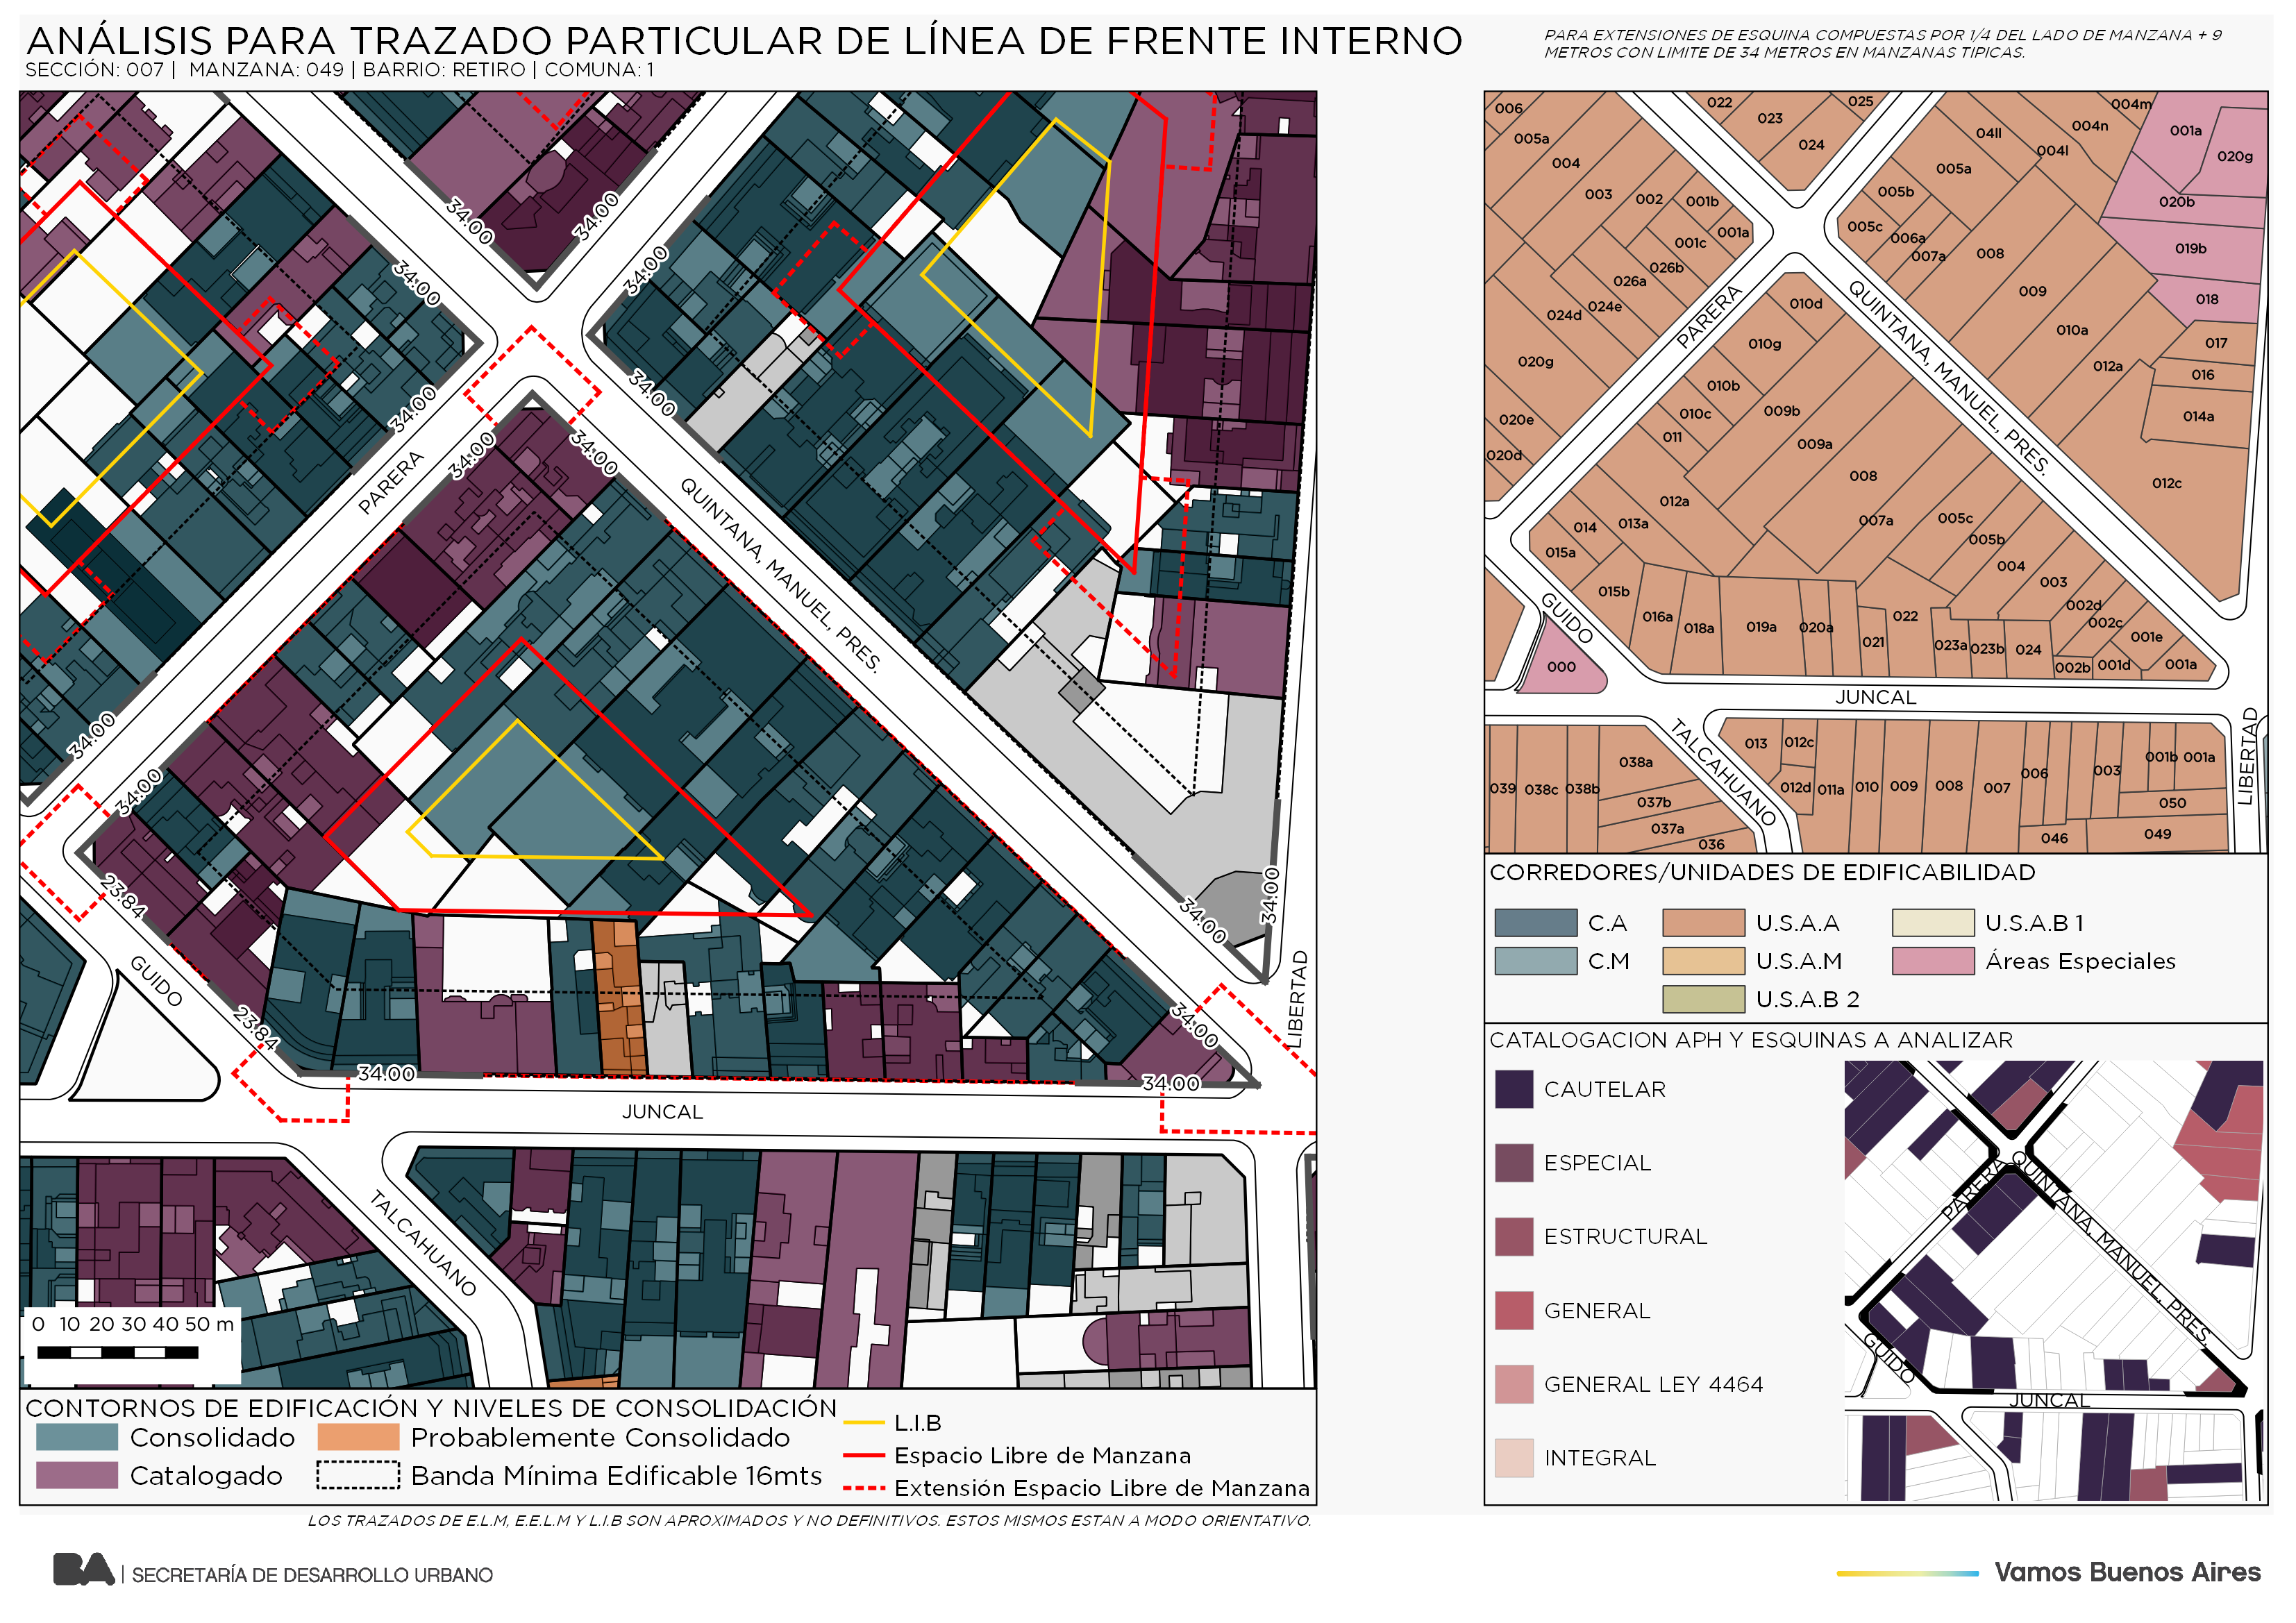 ANÁLISIS PARA TRAZADO PARTICULAR DE LÍNEA DE FRENTE INTERNO
SECCIÓN: 007 | MANZANA: 049 | BARRIO: RETIRO | COMUNA: 1
PARA EXTENSIONES DE ESQUINA COMPUESTAS POR 1/4 DEL LADO DE MANZANA + 9
METROS CON LIMITE DE 34 METROS EN MANZANAS TIPICAS.
34.00
34.00
34.00
34.00
34.00
34.00
34.00
34.00
PARERA
QUINTANA, MANUEL, PRES.
34.00
34.00
23.84
GUIDO
23.84
34.00
34.00
34.00
34.00
34.00
LIBERTAD
JUNCAL
TALCAHUANO
0 10 20 30 40 50 m
CONTORNOS DE EDIFICACIÓN Y NIVELES DE CONSOLIDACIÓN
Consolidado
Probablemente Consolidado
Catalogado
Banda Mínima Edificable 16mts
L.I.B
Espacio Libre de Manzana
Extensión Espacio Libre de Manzana
LOS TRAZADOS DE E.L.M, E.E.L.M Y L.I.B SON APROXIMADOS Y NO DEFINITIVOS. ESTOS MISMOS ESTAN A MODO ORIENTATIVO.
006
022
025
004m
005a
023
004n
001a
004
024
04II
004I
020g
003
002
001b
005a
005b
020b
001a
005c
001c
006a
007a
019b
026b
008
026a
009
018
024d
024e
010d
PARERA
QUINTANA, MANUEL, PRES.
010a
017
020g
010g
012a
016
010b
014a
020e
010c
009b
011
009a
020d
008
012c
012a
014
013a
007a
005c
015a
005b
004
015b
003
GUIDO
016a
018a
019a
020a
021
022
023a
023b
024
002d
002c
001e
000
002b
001d
001a
JUNCAL
TALCAHUANO
LIBERTAD
013
012c
038a
001b
001a
006
003
039
038c
038b
012d
011a
010
009
008
007
037b
050
037a
036
046
049
CORREDORES/UNIDADES DE EDIFICABILIDAD
C.A
U.S.A.A
U.S.A.B 1
C.M
U.S.A.M
Áreas Especiales
U.S.A.B 2
CATALOGACION APH Y ESQUINAS A ANALIZAR
CAUTELAR
ESPECIAL
ESTRUCTURAL
GENERAL
GENERAL LEY 4464
INTEGRAL
PARERA
QUINTANA, MANUEL, PRES.
GUIDO
JUNCAL
BA | SECRETARÍA DE DESARROLLO URBANO
Vamos Buenos Aires